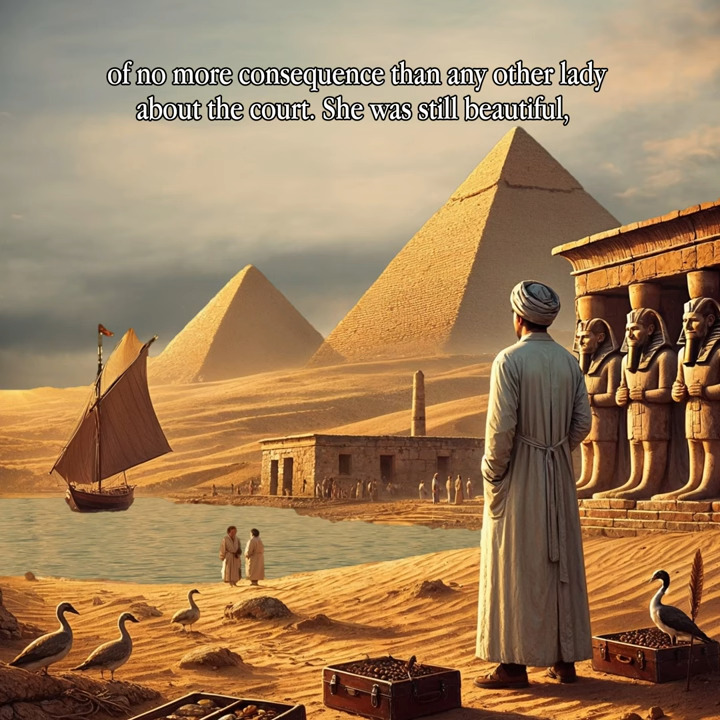 of no more consequence than any other lady
about the court. She was still beautiful,